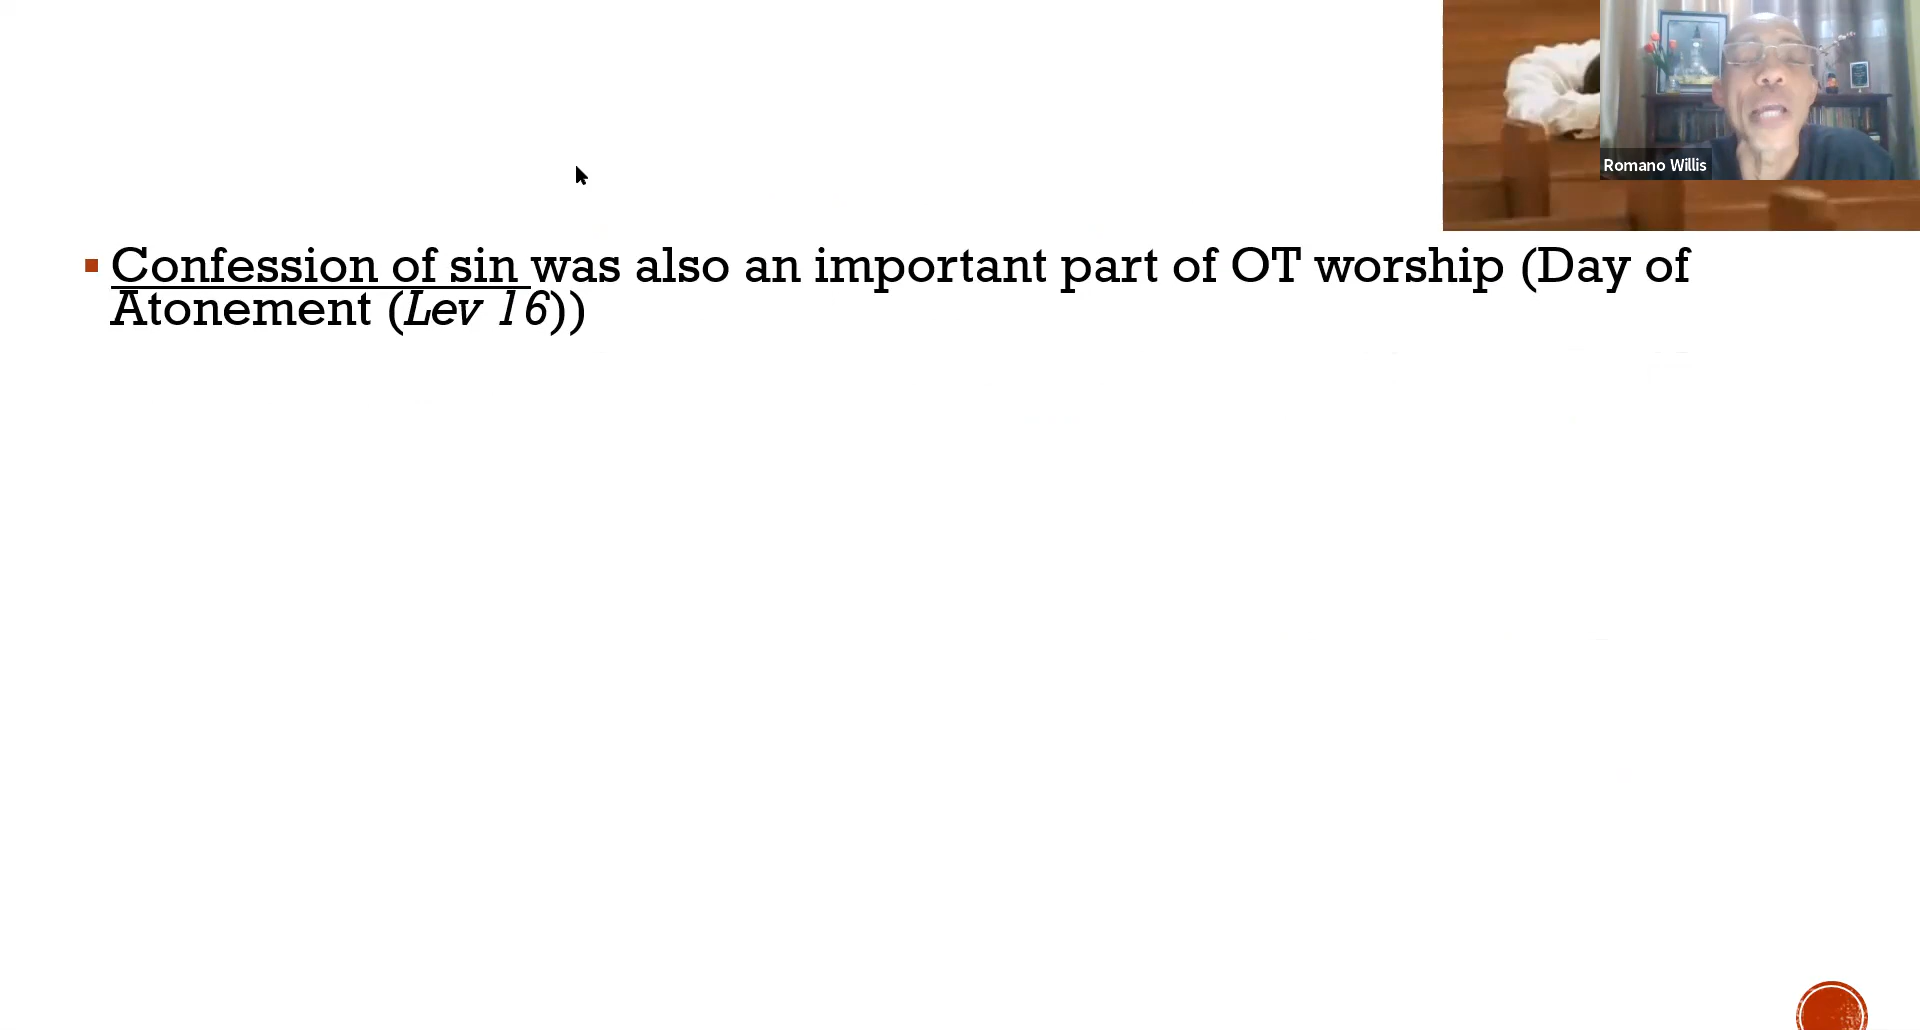 Romano Willis
Confession of sin was also an important part of OT worship (Day of
Atonement (Lev 16))